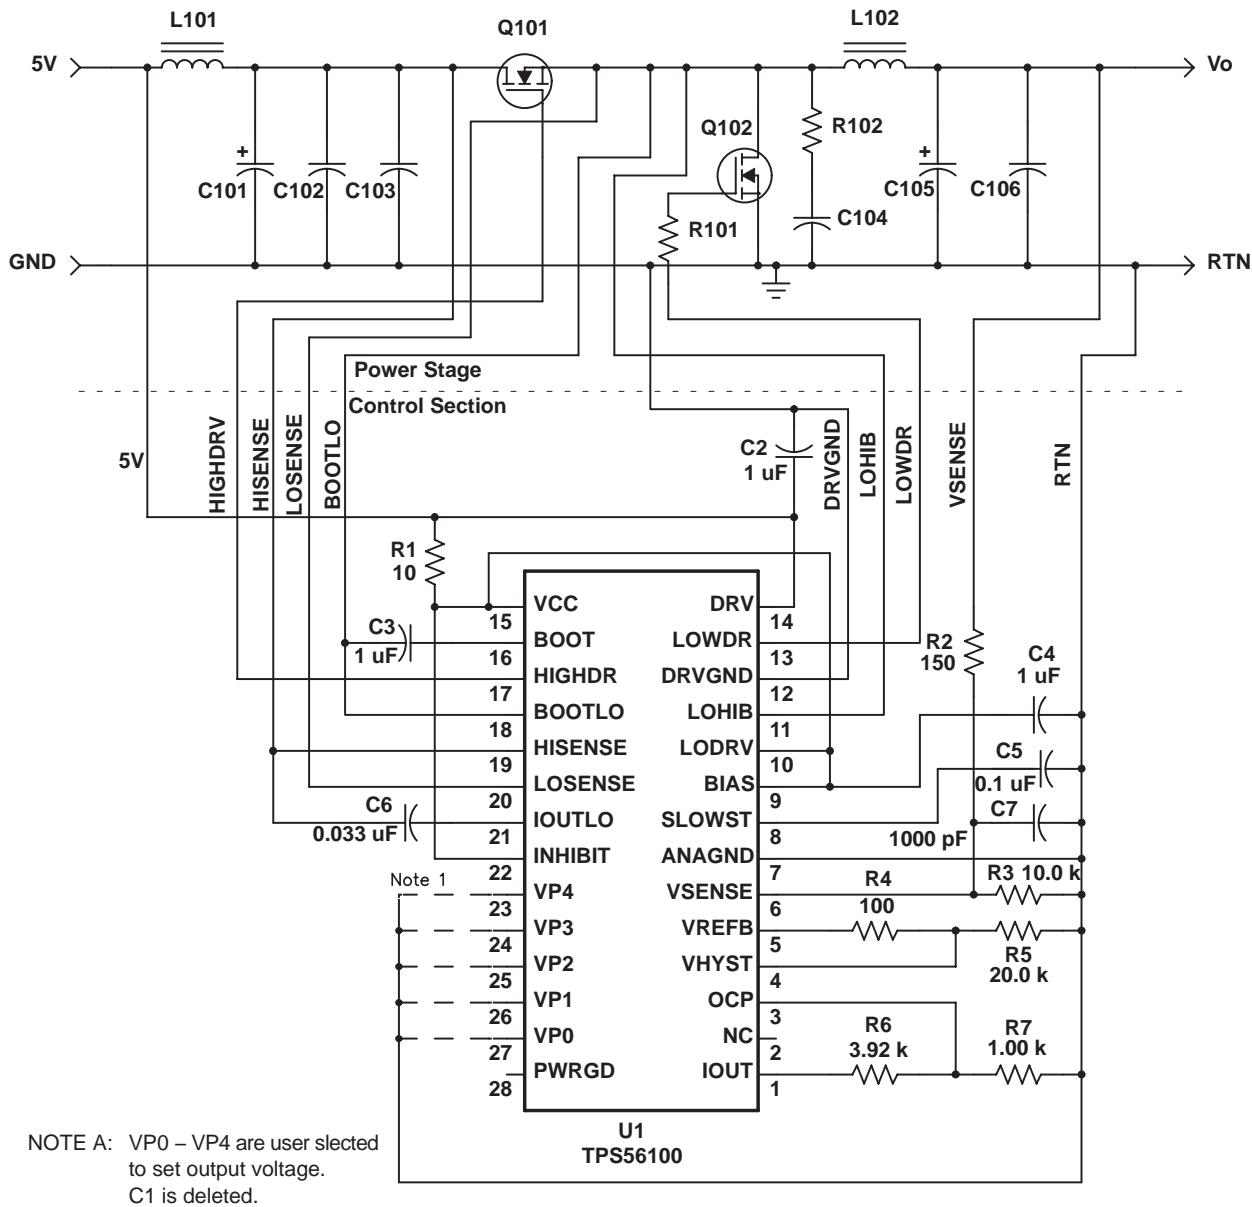 L101
Q101
L102
5V
Vo
+
C101
C102
C103
Q102
R102
+
C105
C106
R101
C104
GND
RTN
Power Stage
Control Section
5V
HIGHDRV
HISENSE
LOSENSE
BOOTLO
C2
1 uF
DRVGND
LOHIB
LOWDR
VSENSE
RTN
R1
10
C3
1 uF
R2
150
C4
1 uF
C5
0.1 uF
C6
0.033 uF
C7
1000 pF
R3 10.0 k
R4
100
R5
20.0 k
R6
3.92 k
R7
1.00 k
Note 1
VCC
15
BOOT
16
HIGHDR
17
BOOTLO
18
HISENSE
19
LOSENSE
20
IOUTLO
21
INHIBIT
22
VP4
23
VP3
24
VP2
25
VP1
26
VP0
27
PWRGD
28
DRV
14
LOWDR
13
DRVGND
12
LOHIB
11
LODRV
10
BIAS
9
SLOWST
8
ANAGND
7
VSENSE
6
VREFB
5
VHYST
4
OCP
3
NC
2
IOUT
1
U1
TPS56100
NOTE A: VP0 – VP4 are user slected
to set output voltage.
C1 is deleted.